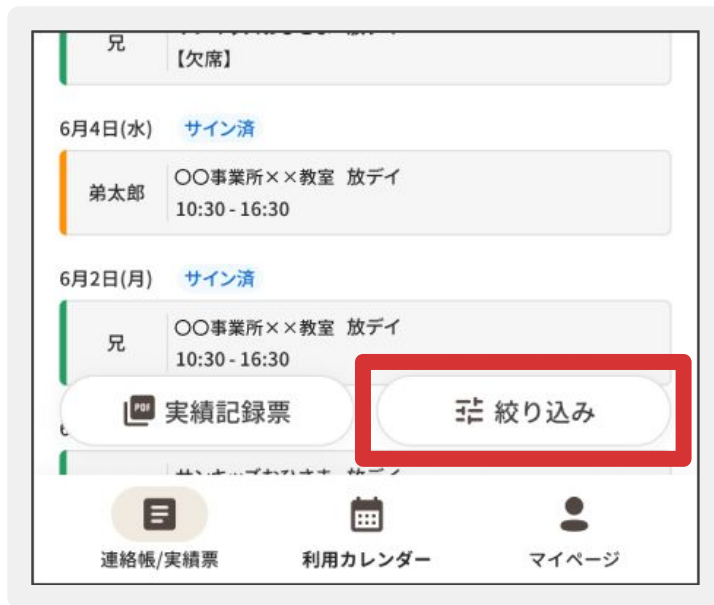 兄
【欠席】
6月4日(水) サイン済
弟太郎
〇〇事業所××教室 放デイ
10:30 - 16:30
6月2日(月) サイン済
兄
〇〇事業所××教室 放デイ
10:30 - 16:30
PDF 実績記録票
絞り込み
連絡帳/実績票
利用カレンダー
マイページ